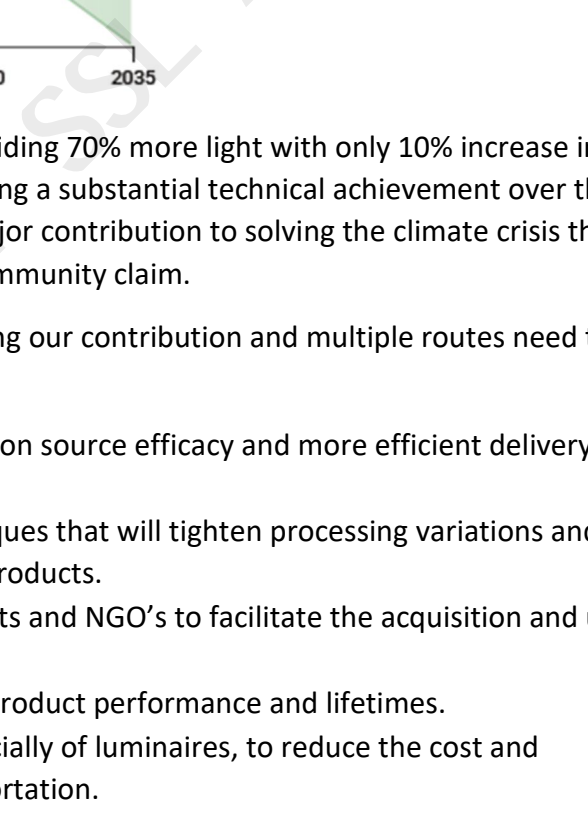 SSL
0
2035
iding 70% more light with only 10% increase i
ng a substantial technical achievement over t
jor contribution to solving the climate crisis th
mmunity claim.
ng our contribution and multiple routes need
on source efficacy and more efficient delivery
ques that will tighten processing variations and
roducts.
ts and NGO’s to facilitate the acquisition and
roduct performance and lifetimes.
cially of luminaires, to reduce the cost and
rtation.